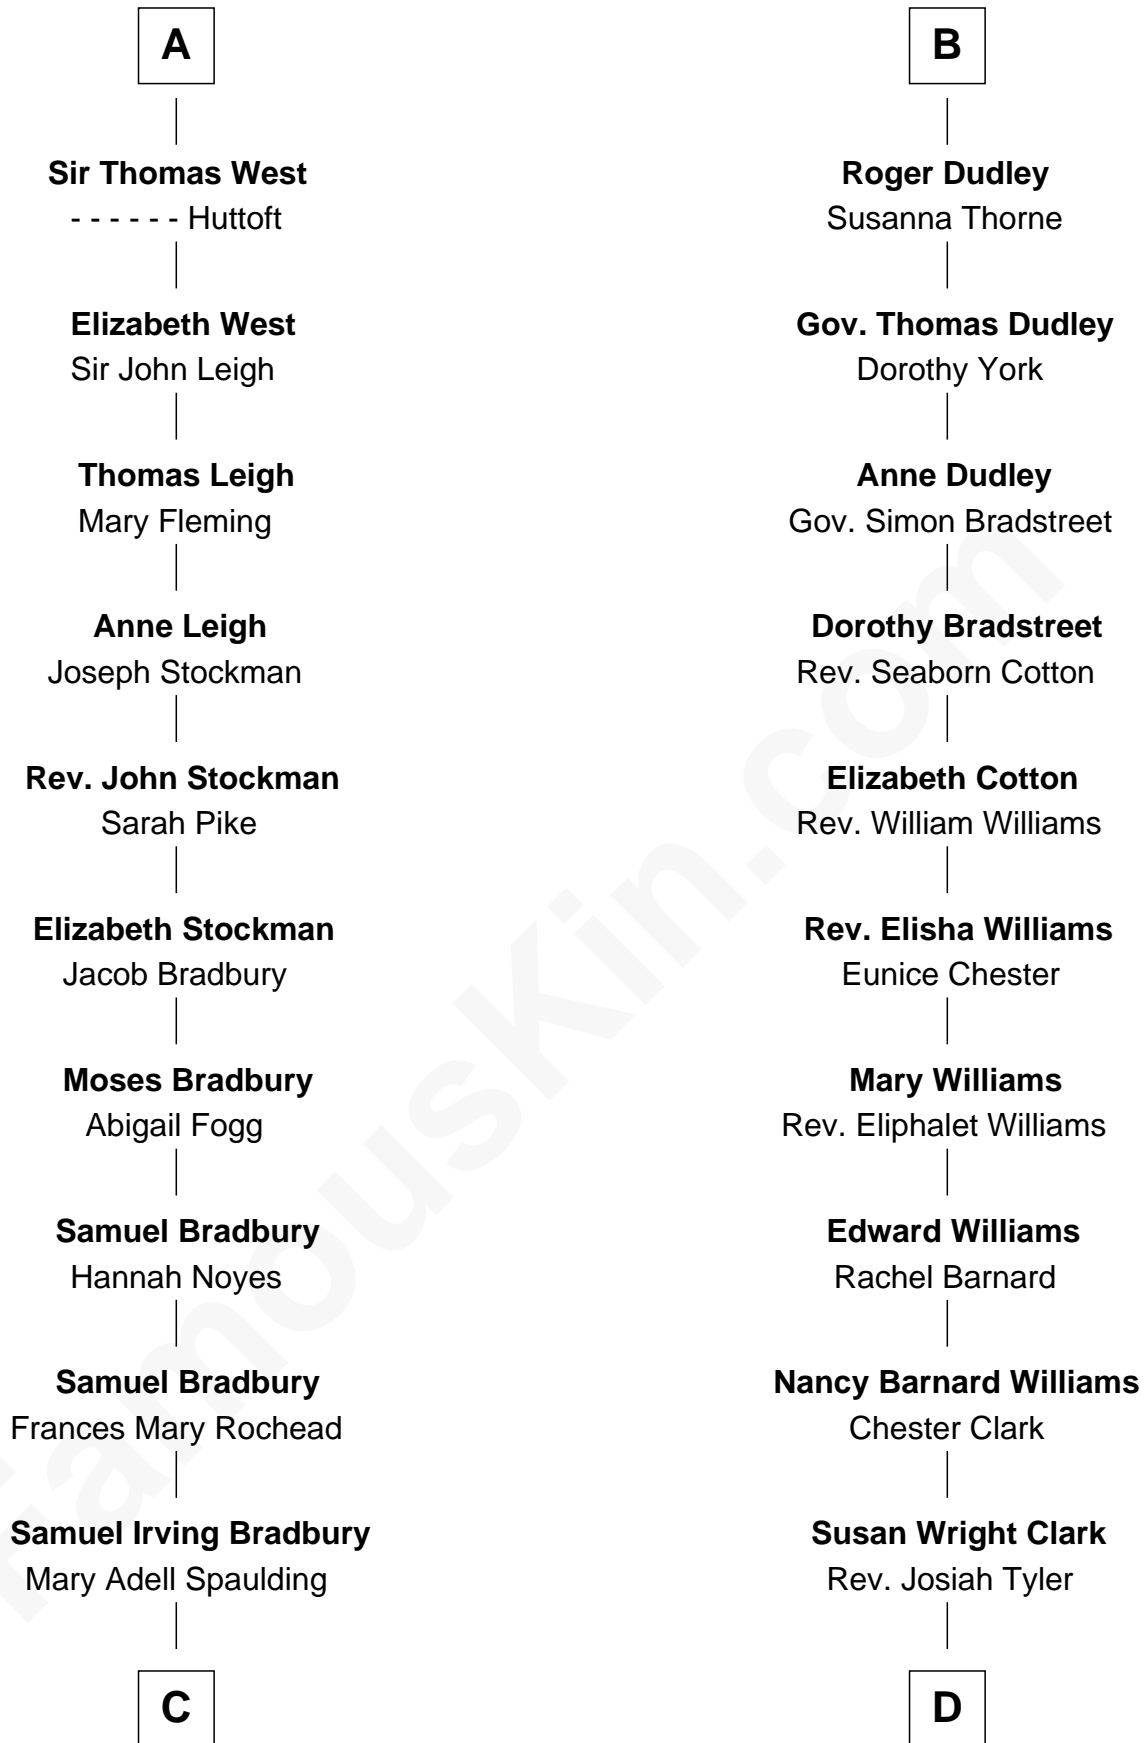 A
Sir Thomas West
- - - - - - Huttoft
Elizabeth West
Sir John Leigh
Thomas Leigh
Mary Fleming
Anne Leigh
Joseph Stockman
Rev. John Stockman
Sarah Pike
Elizabeth Stockman
Jacob Bradbury
Moses Bradbury
Abigail Fogg
Samuel Bradbury
Hannah Noyes
Samuel Bradbury
Frances Mary Rochead
Samuel Irving Bradbury
Mary Adell Spaulding
C
B
Roger Dudley
Susanna Thorne
Gov. Thomas Dudley
Dorothy York
Anne Dudley
Gov. Simon Bradstreet
Dorothy Bradstreet
Rev. Seaborn Cotton
Elizabeth Cotton
Rev. William Williams
Rev. Elisha Williams
Eunice Chester
Mary Williams
Rev. Eliphalet Williams
Edward Williams
Rachel Barnard
Nancy Barnard Williams
Chester Clark
Susan Wright Clark
Rev. Josiah Tyler
D
FamousKin.com